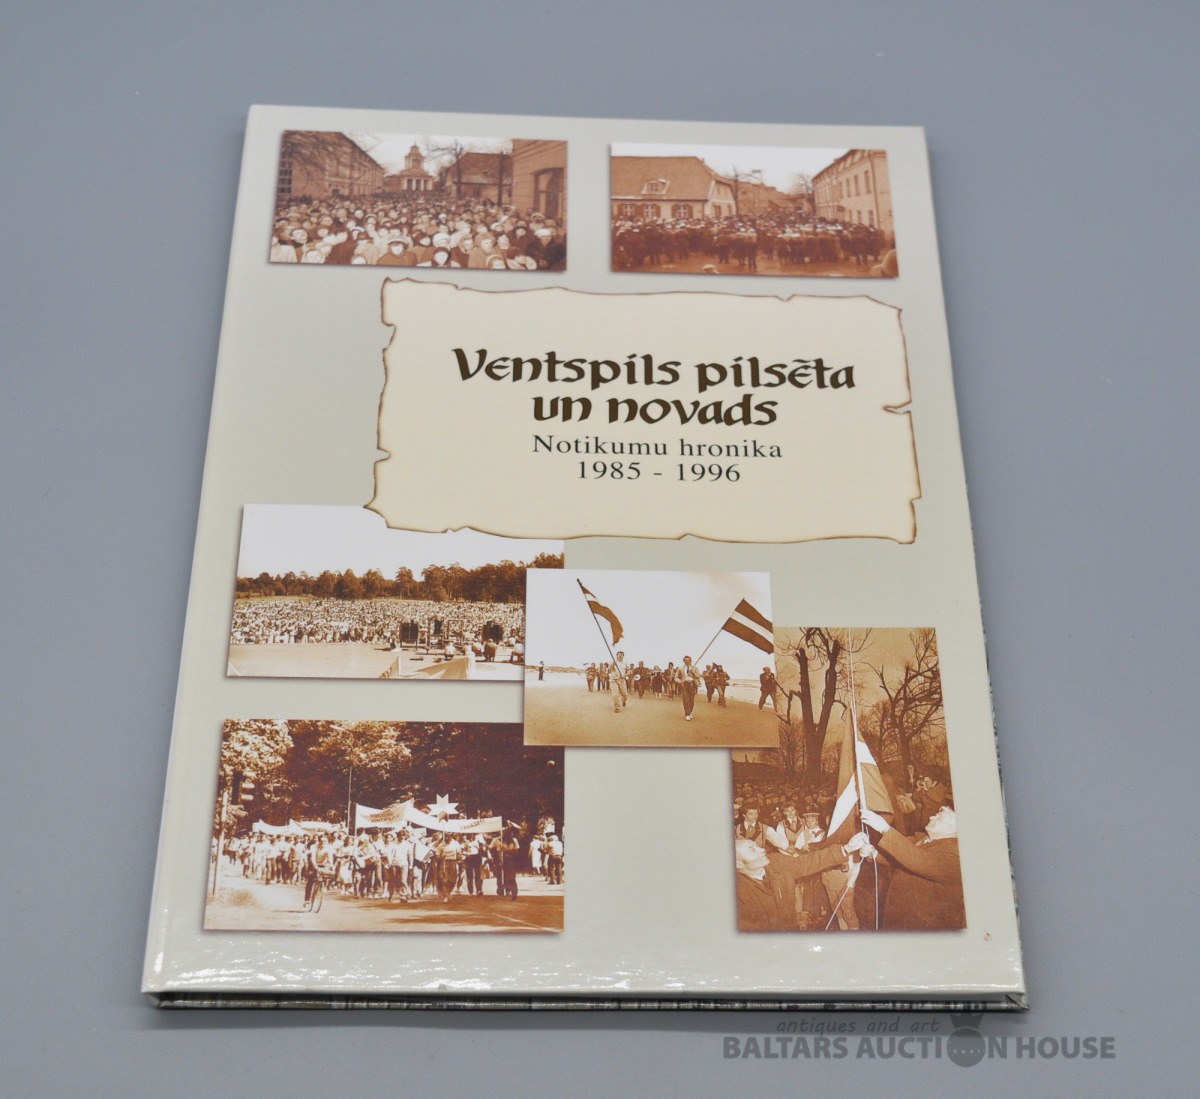 Ventspils pilsēta
un novads
Notikumu hronika
1985 - 1996
antiques and art
BALTARS AUCTION HOUSE